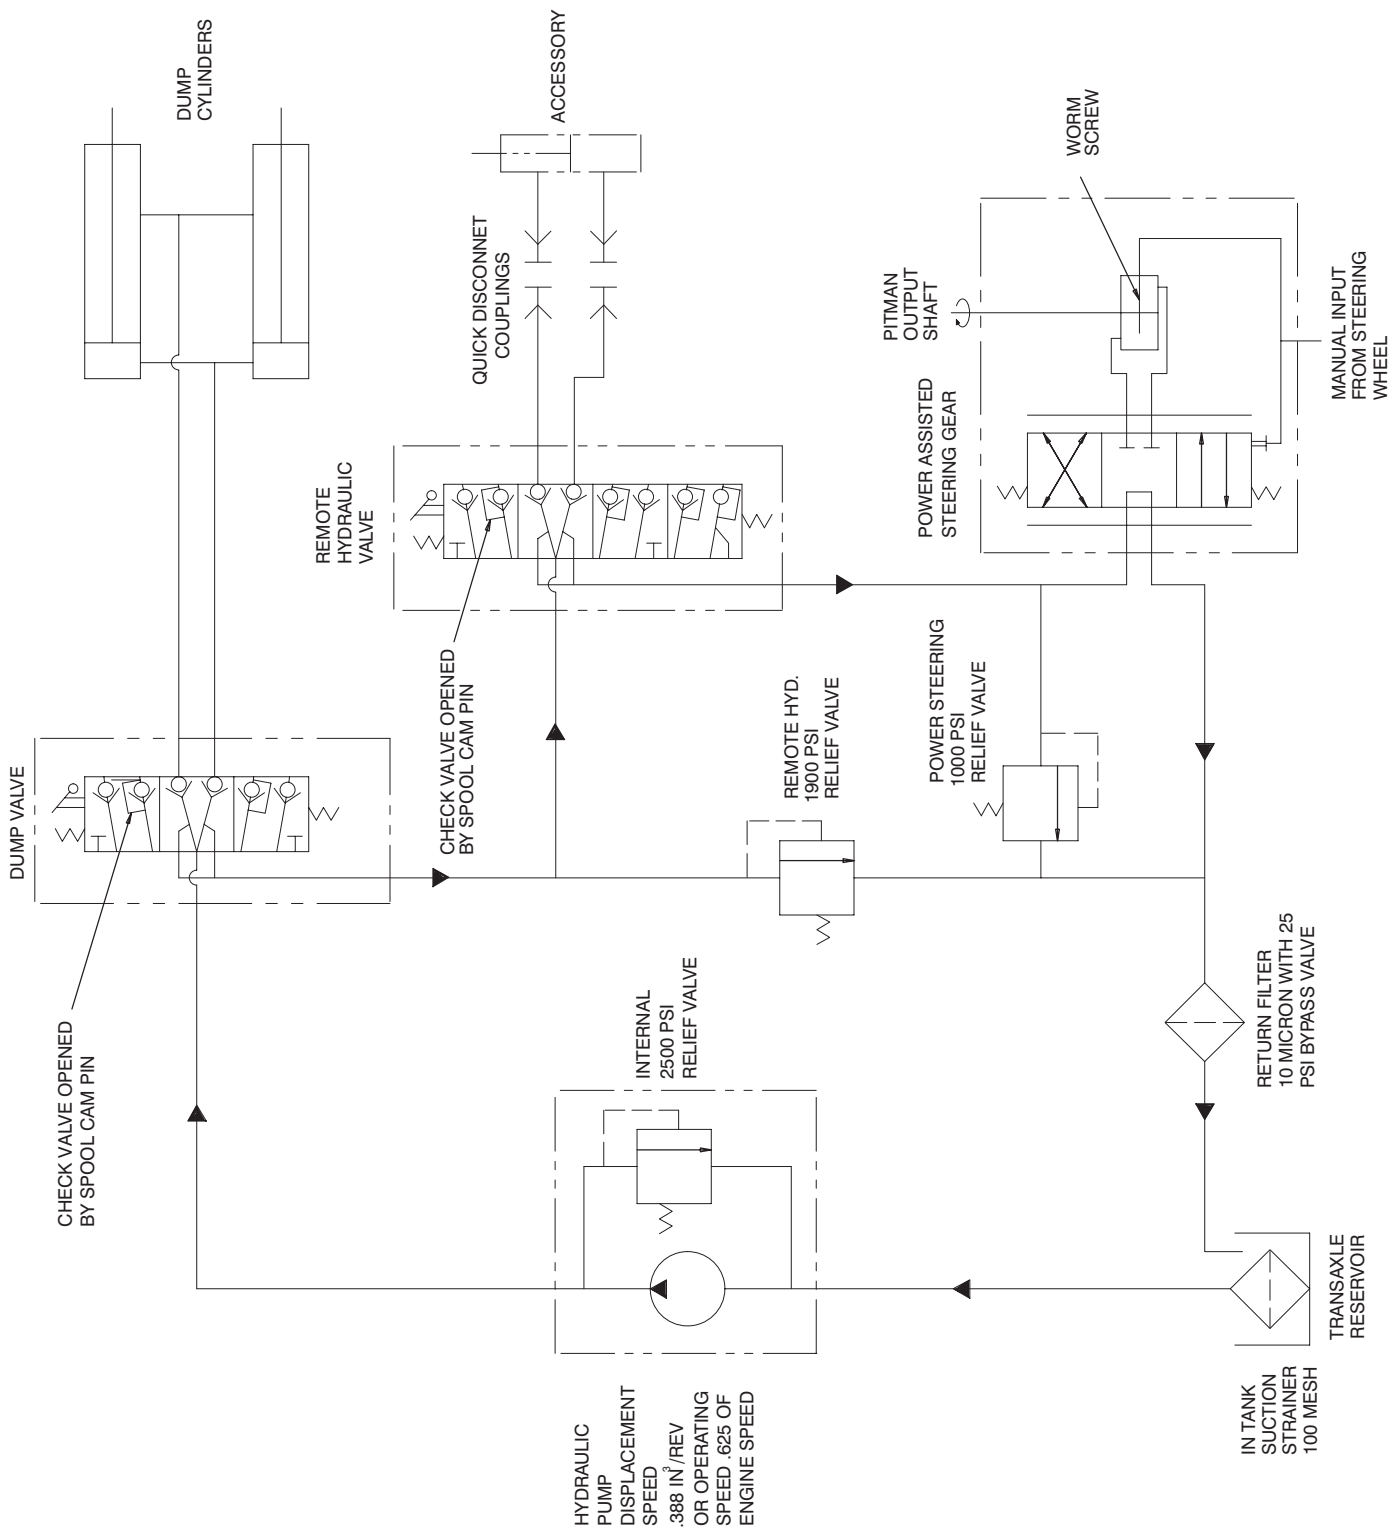 DUMP
CYLINDERS
ACCESSORY
QUICK DISCONNET
COUPLINGS
WORM
SCREW
PITMAN
OUTPUT
SHAFT
MANUAL INPUT
FROM STEERING
WHEEL
POWER ASSISTED
STEERING GEAR
REMOTE
HYDRAULIC
VALVE
DUMP VALVE
CHECK VALVE OPENED
BY SPOOL CAM PIN
REMOTE HYD.
1900 PSI
RELIEF VALVE
POWER STEERING
1000 PSI
RELIEF VALVE
CHECK VALVE OPENED
BY SPOOL CAM PIN
INTERNAL
2500 PSI
RELIEF VALVE
RETURN FILTER
10 MICRON WITH 25
PSI BYPASS VALVE
HYDRAULIC
PUMP
DISPLACEMENT
SPEED
.388 IN³/REV
OR OPERATING
SPEED .625 OF
ENGINE SPEED
TRANSAXLE
RESERVOIR
IN TANK
SUCTION
STRAINER
100 MESH